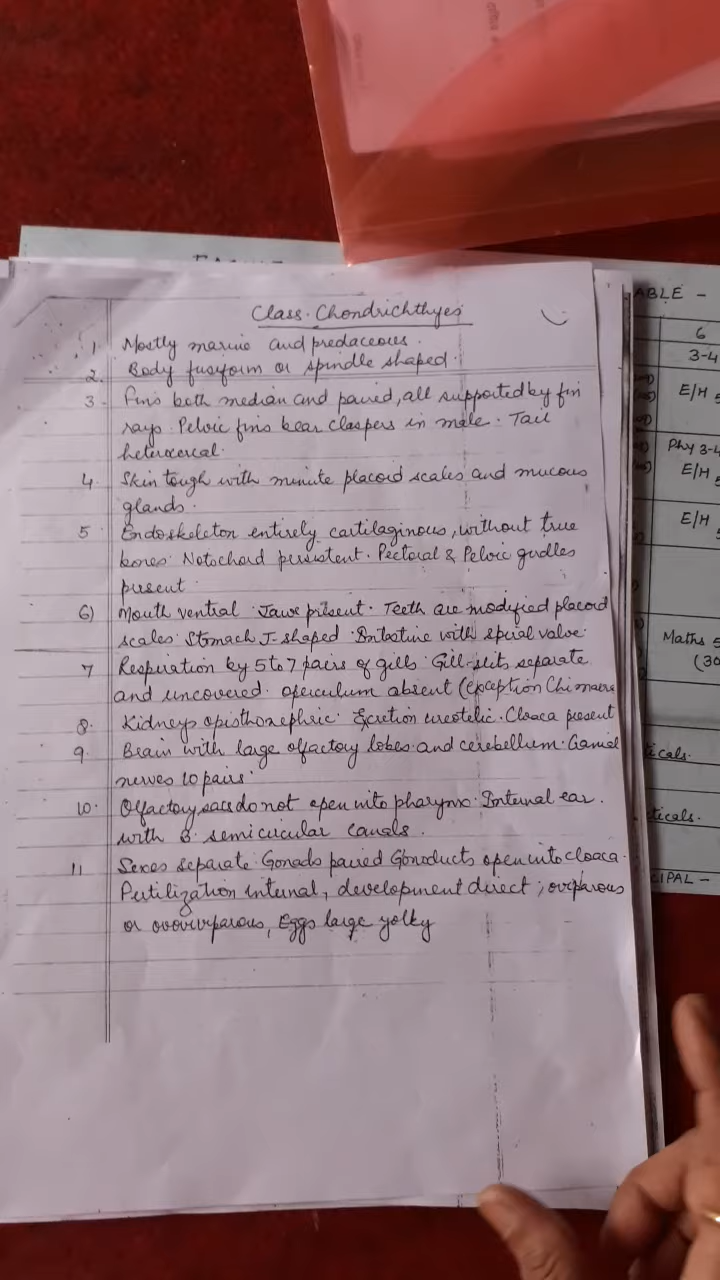 Class. Chondrichthyes
1 Mostly marine and predaceous.
2. Body fusiform or spindle shaped.
3. Fins both median and paired, all supported by fin
rays. Pelvic fins bear claspers in male. Tail
heterocercal.
4. Skin tough with minute placoid scales and mucous
glands.
5 Endoskeleton entirely cartilaginous, without true
bones. Notochord persistent. Pectoral & Pelvic girdles
present.
6) Mouth ventral. Jaws present. Teeth are modified placoid
scales. Stomach J-shaped. Intestine with spiral valve.
7 Respiration by 5 to 7 pairs of gills. Gill-slits separate
and uncovered. operculum absent (exception Chimaera
8. Kidneys opisthonephric. Excretion ureotelic. Cloaca present
9. Brain with large olfactory lobes and cerebellum. Cranial
nerves 10 pairs.
10. Olfactory sacs do not open into pharynx. Internal ear.
with 3 semicircular canals.
11 Sexes separate. Gonads paired Gonoducts open into cloaca.
Fertilization internal, development direct; oviparous
or ovoviviparous, Eggs large yolky
ABLE -
6
3-4
E/H 5
Phy 3-4
E/H
E/H
Maths 5
(30
ticals.
cticals.
CIPAL -